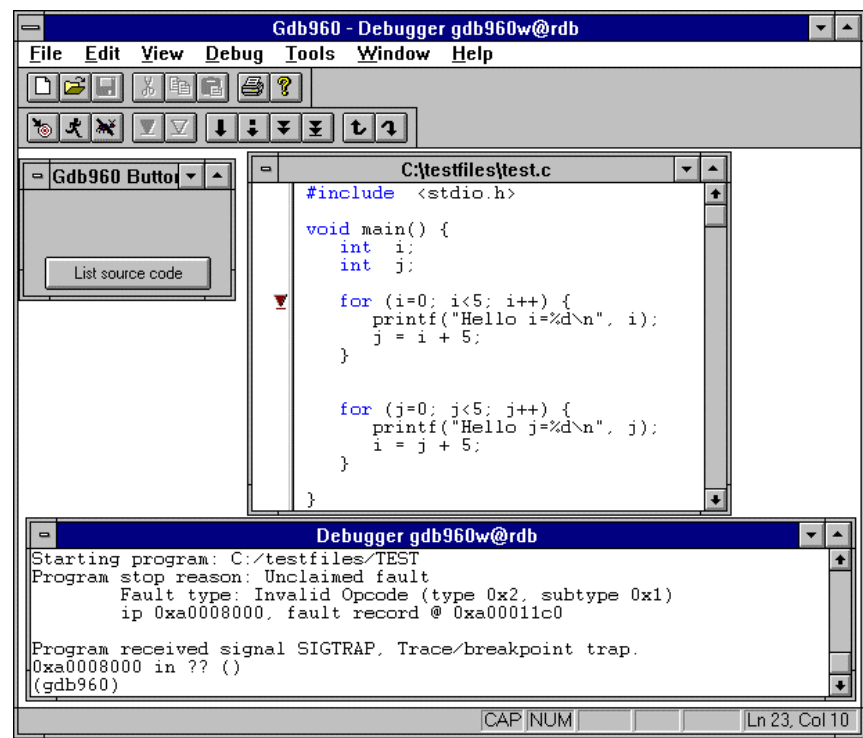 Gdb960 - Debugger gdb960w@rdb
File Edit View Debug Tools Window Help
Gdb960
List source code
C:\testfiles\test.c
#include <stdio.h>
void main() {
int i;
int j;
for (i=0; i<5; i++) {
printf("Hello i=%d\n", i);
j = i + 5;
}
for (j=0; j<5; j++) {
printf("Hello j=%d\n", j);
i = j + 5;
}
}
Debugger gdb960w@rdb
Starting program: C:/testfiles/TEST
Program stop reason: Unclaimed fault
Fault type: Invalid Opcode (type 0x2, subtype 0x1)
ip 0xa0008000, fault record @ 0xa00011c0
Program received signal SIGTRAP, Trace/breakpoint trap.
0xa0008000 in ?? ()
(gdb960)
CAP NUM Ln 23, Col 10